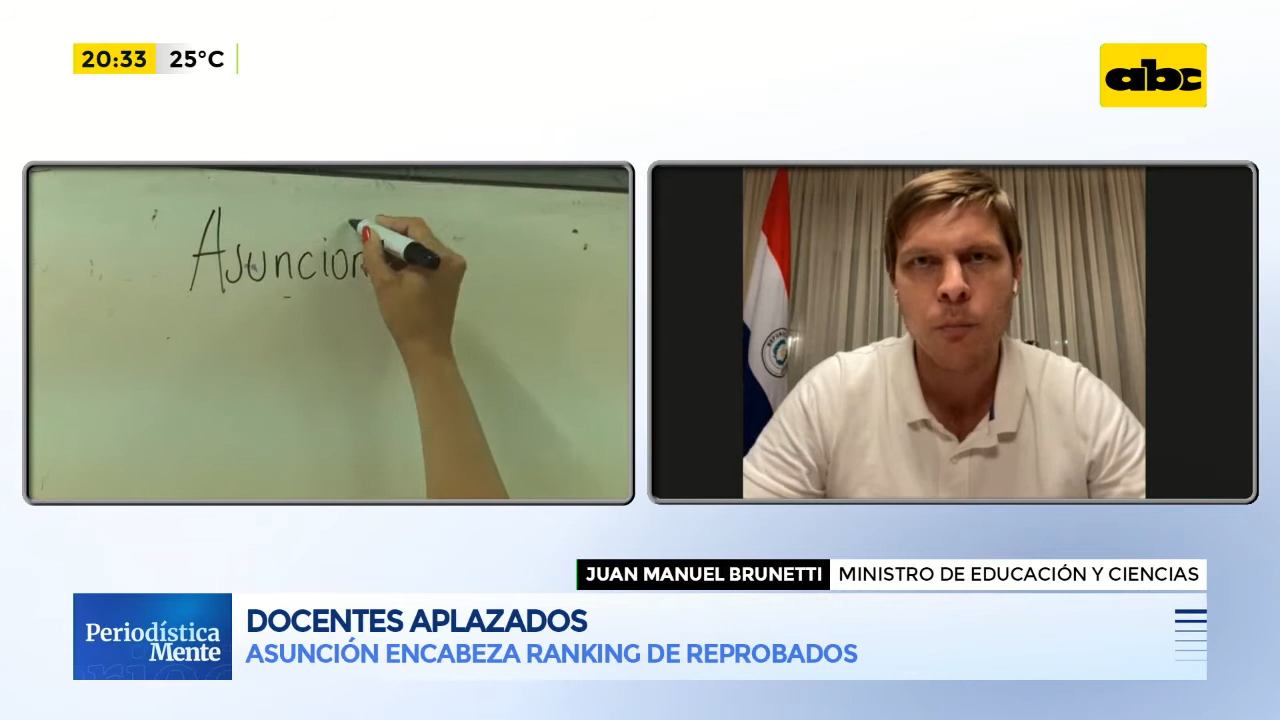 20:33 25°C
abc
Asuncion
JUAN MANUEL BRUNETTI MINISTRO DE EDUCACIÓN Y CIENCIAS
Periodística
Mente
DOCENTES APLAZADOS
ASUNCIÓN ENCABEZA RANKING DE REPROBADOS